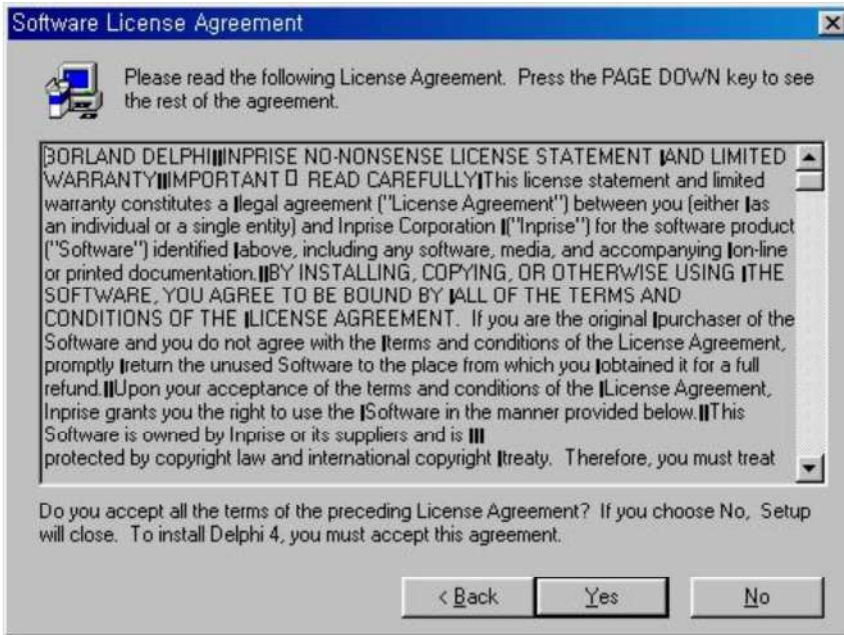 Software License Agreement
Please read the following License Agreement. Press the PAGE DOWN key to see
the rest of the agreement.
BORLAND DELPHI||INPRISE NO-NONSENSE LICENSE STATEMENT |AND LIMITED
WARRANTY||IMPORTANT □ READ CAREFULLY|This license statement and limited
warranty constitutes a |legal agreement ("License Agreement") between you (either |as
an individual or a single entity) and Inprise Corporation |("Inprise") for the software product
("Software") identified |above, including any software, media, and accompanying |on-line
or printed documentation.||BY INSTALLING, COPYING, OR OTHERWISE USING |THE
SOFTWARE, YOU AGREE TO BE BOUND BY |ALL OF THE TERMS AND
CONDITIONS OF THE |LICENSE AGREEMENT. If you are the original |purchaser of the
Software and you do not agree with the |terms and conditions of the License Agreement,
promptly |return the unused Software to the place from which you |obtained it for a full
refund.||Upon your acceptance of the terms and conditions of the |License Agreement,
Inprise grants you the right to use the |Software in the manner provided below.||This
Software is owned by Inprise or its suppliers and is |||
protected by copyright law and international copyright |treaty. Therefore, you must treat
Do you accept all the terms of the preceding License Agreement? If you choose No, Setup
will close. To install Delphi 4, you must accept this agreement.
< Back Yes No